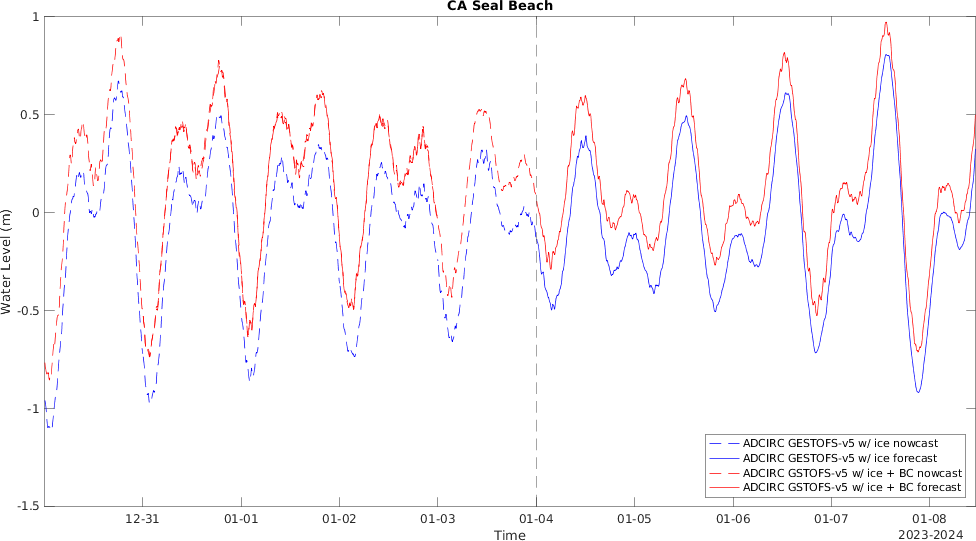 CA Seal Beach
1
0.5
0
-0.5
-1
-1.5
Water Level (m)
12-31 01-01 01-02 01-03 01-04 01-05 01-06 01-07 01-08
Time
2023-2024
ADCIRC GESTOFS-v5 w/ ice nowcast
ADCIRC GESTOFS-v5 w/ ice forecast
ADCIRC GSTOFS-v5 w/ ice + BC nowcast
ADCIRC GSTOFS-v5 w/ ice + BC forecast